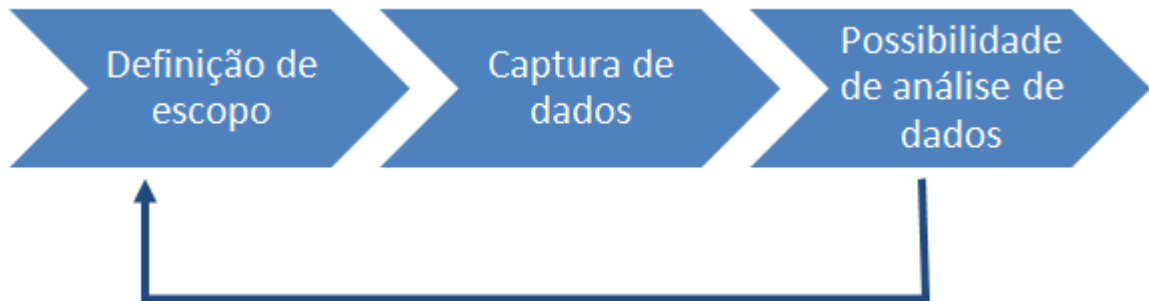 Definição de
escopo
Captura de
dados
Possibilidade
de análise de
dados